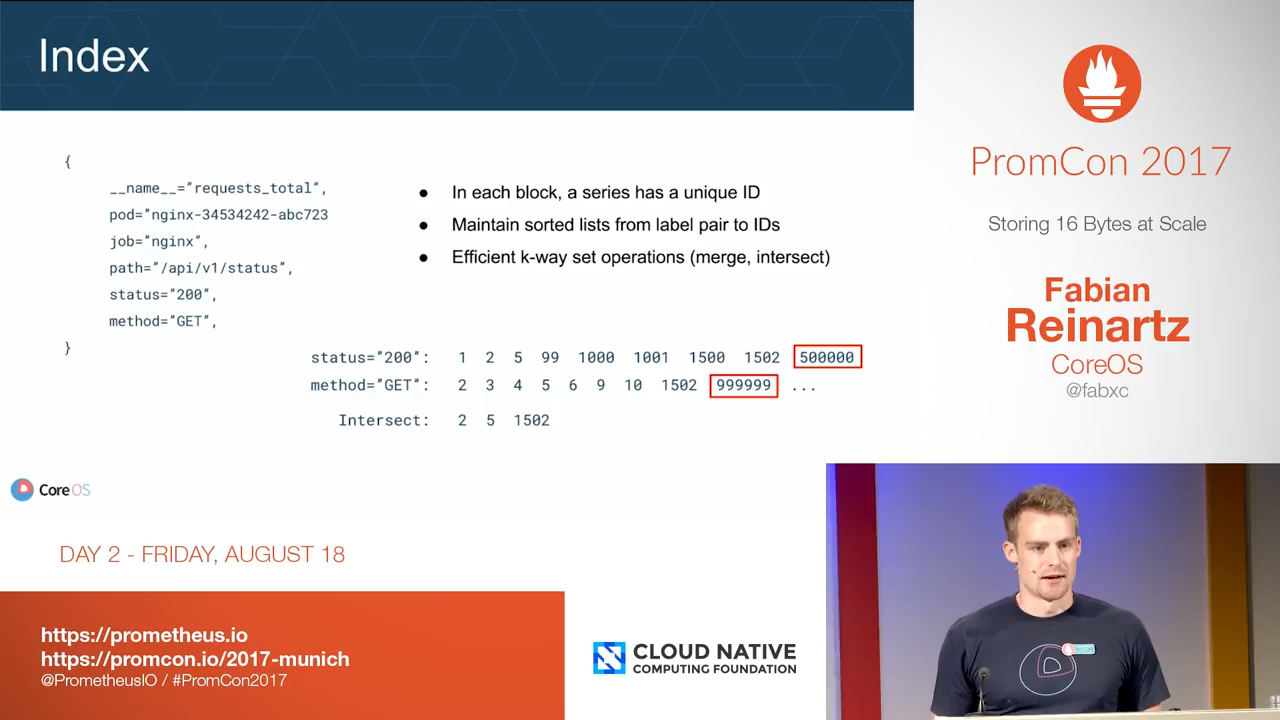 Index
{
__name__="requests_total",
pod="nginx-34534242-abc723
job="nginx",
path="/api/v1/status",
status="200",
method="GET",
}
● In each block, a series has a unique ID
● Maintain sorted lists from label pair to IDs
● Efficient k-way set operations (merge, intersect)
status="200": 1 2 5 99 1000 1001 1500 1502 500000
method="GET": 2 3 4 5 6 9 10 1502 999999 ...
Intersect: 2 5 1502
CoreOS
PromCon 2017
Storing 16 Bytes at Scale
Fabian
Reinartz
CoreOS
@fabxc
DAY 2 - FRIDAY, AUGUST 18
https://prometheus.io
https://promcon.io/2017-munich
@PrometheusIO / #PromCon2017
CLOUD NATIVE
COMPUTING FOUNDATION